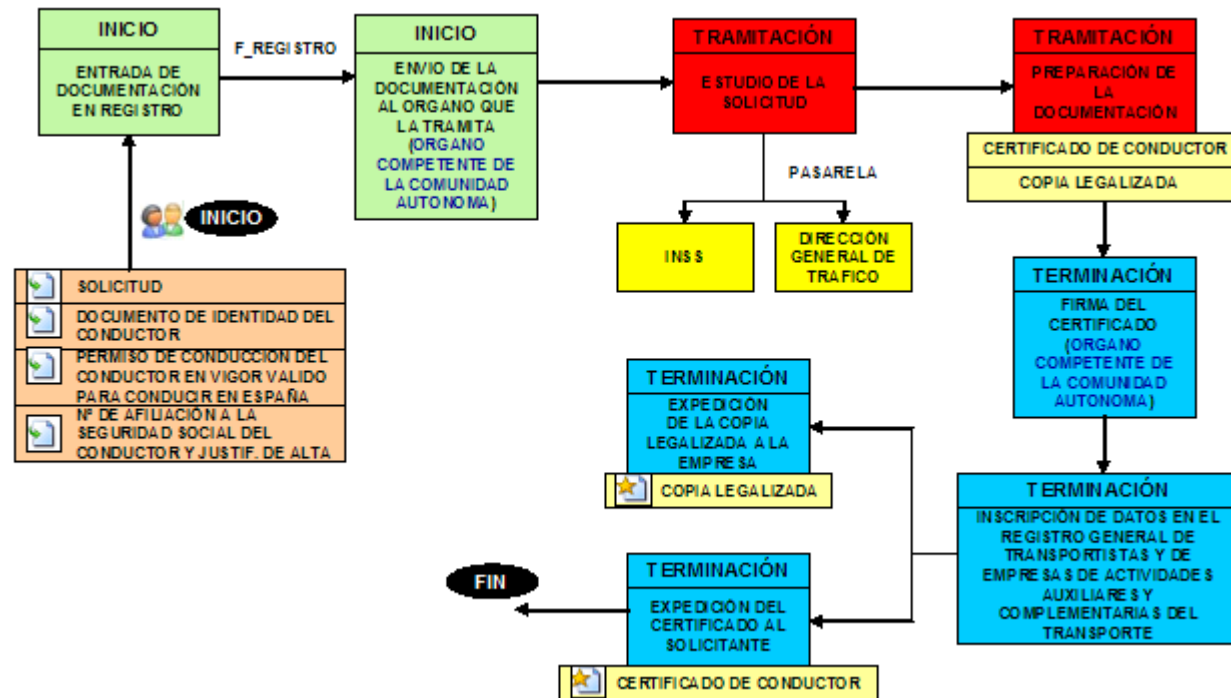 INICIO
ENTRADA DE
DOCUMENTACIÓN
EN REGISTRO
F_REGISTRO
INICIO
ENVIO DE LA
DOCUMENTACIÓN
AL ORGANO QUE
LA TRAMITA
(ORGANO
COMPETENTE DE
LA COMUNIDAD
AUTONOMA)
TRAMITACIÓN
ESTUDIO DE LA
SOLICITUD
TRAMITACIÓN
PREPARACIÓN DE
LA
DOCUMENTACIÓN
CERTIFICADO DE CONDUCTOR
COPIA LEGALIZADA
PASARELA
INSS
DIRECCIÓN
GENERAL DE
TRAFICO
INICIO
SOLICITUD
DOCUMENTO DE IDENTIDAD DEL
CONDUCTOR
PERMISO DE CONDUCCIÓN DEL
CONDUCTOR EN VIGOR VALIDO
PARA CONDUCIR EN ESPAÑA
Nº DE AFILIACIÓN A LA
SEGURIDAD SOCIAL DEL
CONDUCTOR Y JUSTIF. DE ALTA
TERMINACIÓN
FIRMA DEL
CERTIFICADO
(ORGANO
COMPETENTE DE
LA COMUNIDAD
AUTONOMA)
TERMINACIÓN
EXPEDICIÓN
DE LA COPIA
LEGALIZADA A LA
EMPRESA
COPIA LEGALIZADA
TERMINACIÓN
INSCRIPCIÓN DE DATOS EN EL
REGISTRO GENERAL DE
TRANSPORTISTAS Y DE
EMPRESAS DE ACTIVIDADES
AUXILIARES Y
COMPLEMENTARIAS DEL
TRANSPORTE
TERMINACIÓN
EXPEDICIÓN DEL
CERTIFICADO AL
SOLICITANTE
CERTIFICADO DE CONDUCTOR
FIN